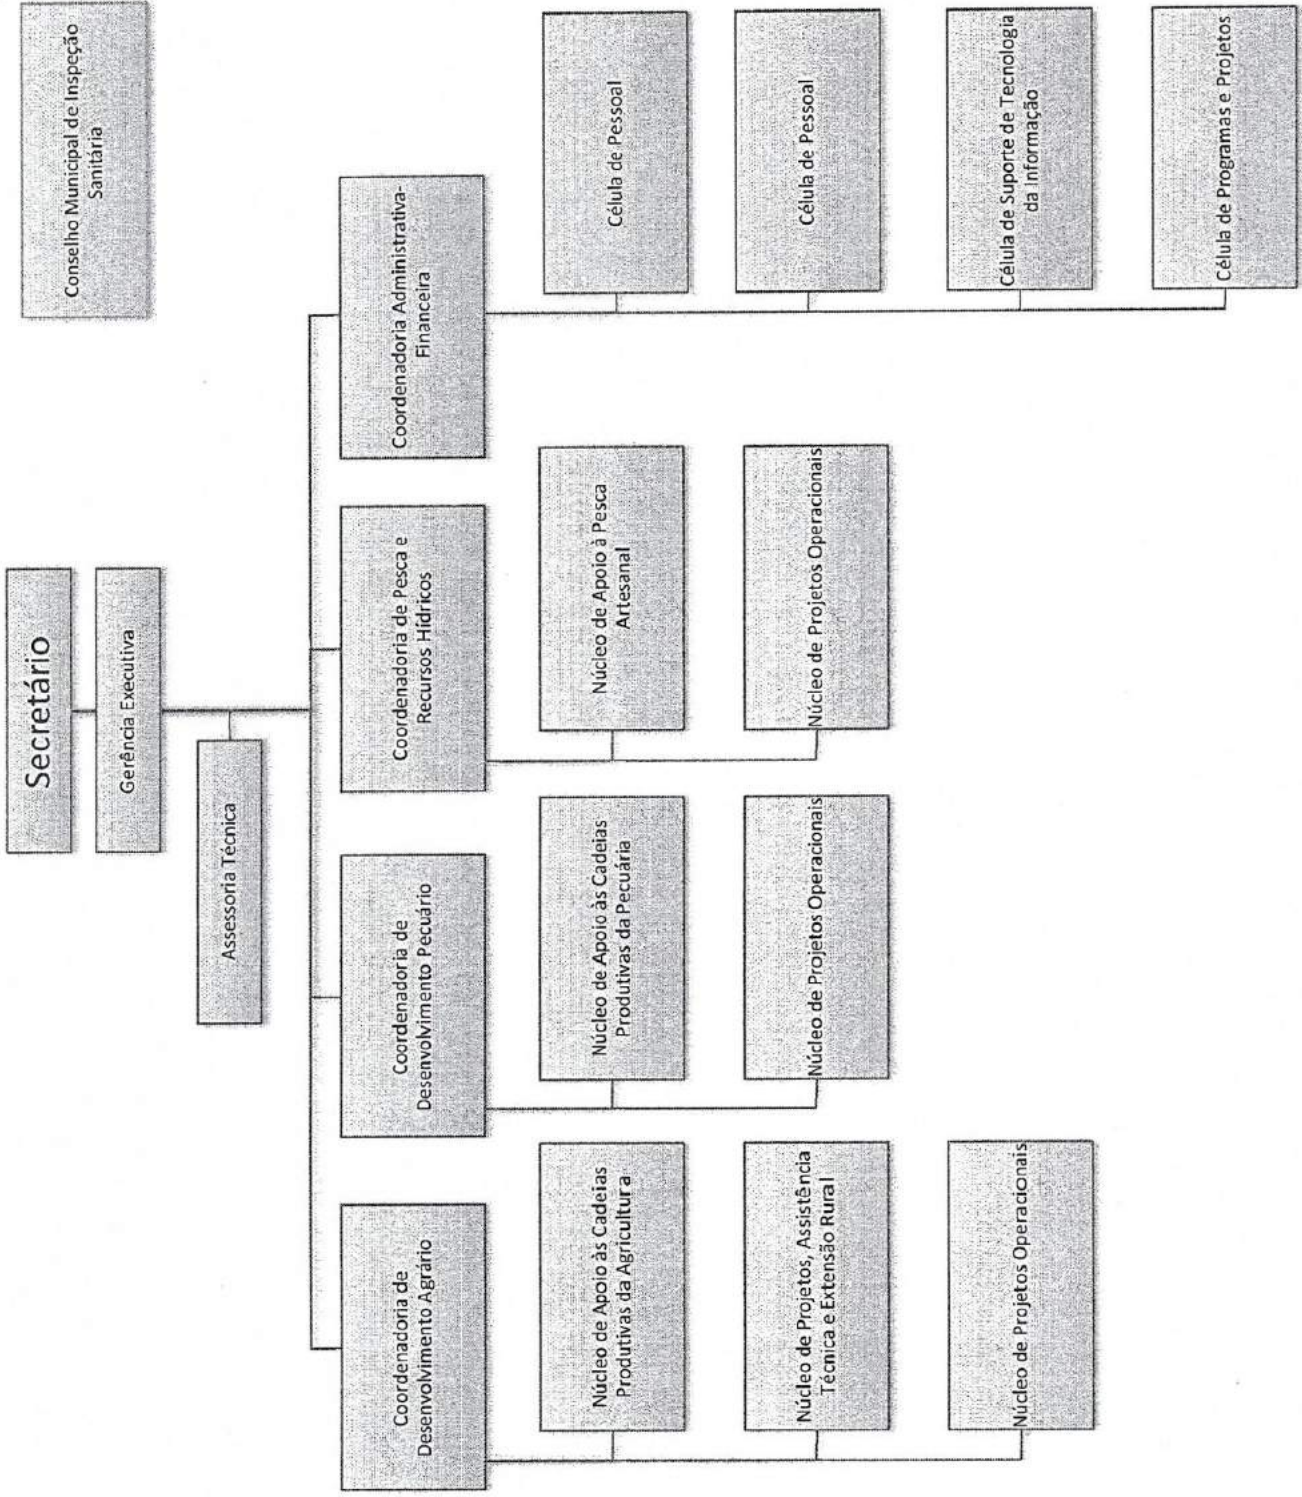 Conselho Municipal de Inspeção
Sanitária
Secretário
Gerência Executiva
Assessoria Técnica
Coordenadoria de
Desenvolvimento Agrário
Coordenadoria de
Desenvolvimento Pecuário
Coordenadoria de Pesca e
Recursos Hídricos
Coordenadoria Administrativa-
Financeira
Núcleo de Apoio às Cadeias
Produtivas da Agricultura
Núcleo de Apoio às Cadeias
Produtivas da Pecuária
Núcleo de Apoio à Pesca
Artesanal
Célula de Pessoal
Núcleo de Projetos, Assistência
Técnica e Extensão Rural
Núcleo de Projetos Operacionais
Núcleo de Projetos Operacionais
Célula de Pessoal
Núcleo de Projetos Operacionais
Célula de Suporte de Tecnologia
da Informação
Célula de Programas e Projetos